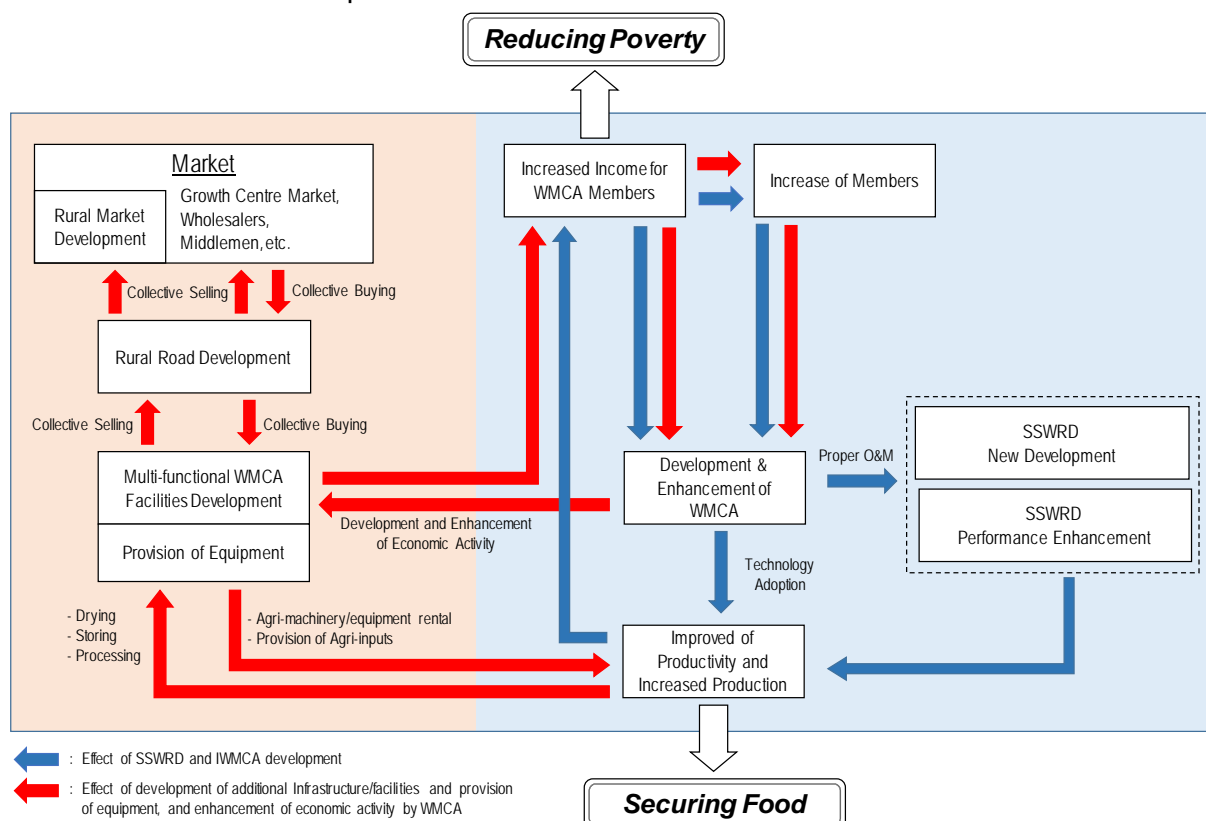 Reducing Poverty
Market
Growth Centre Market,
Wholesalers,
Middlemen, etc.
Rural Market
Development
Increased Income for
WMCA Members
Increase of Members
Collective Selling
Collective Buying
Rural Road Development
Collective Selling
Collective Buying
Multi-functional WMCA
Facilities Development
Provision of Equipment
Development and Enhancement
of Economic Activity
Development &
Enhancement of
WMCA
Proper O&M
SSWRD
New Development
SSWRD
Performance Enhancement
Technology
Adoption
- Drying
- Storing
- Processing
- Agri-machinery/equipment rental
- Provision of Agri-inputs
Improved of
Productivity and
Increased Production
: Effect of SSWRD and IWMCA development
: Effect of development of additional Infrastructure/facilities and provision
of equipment, and enhancement of economic activity by WMCA
Securing Food